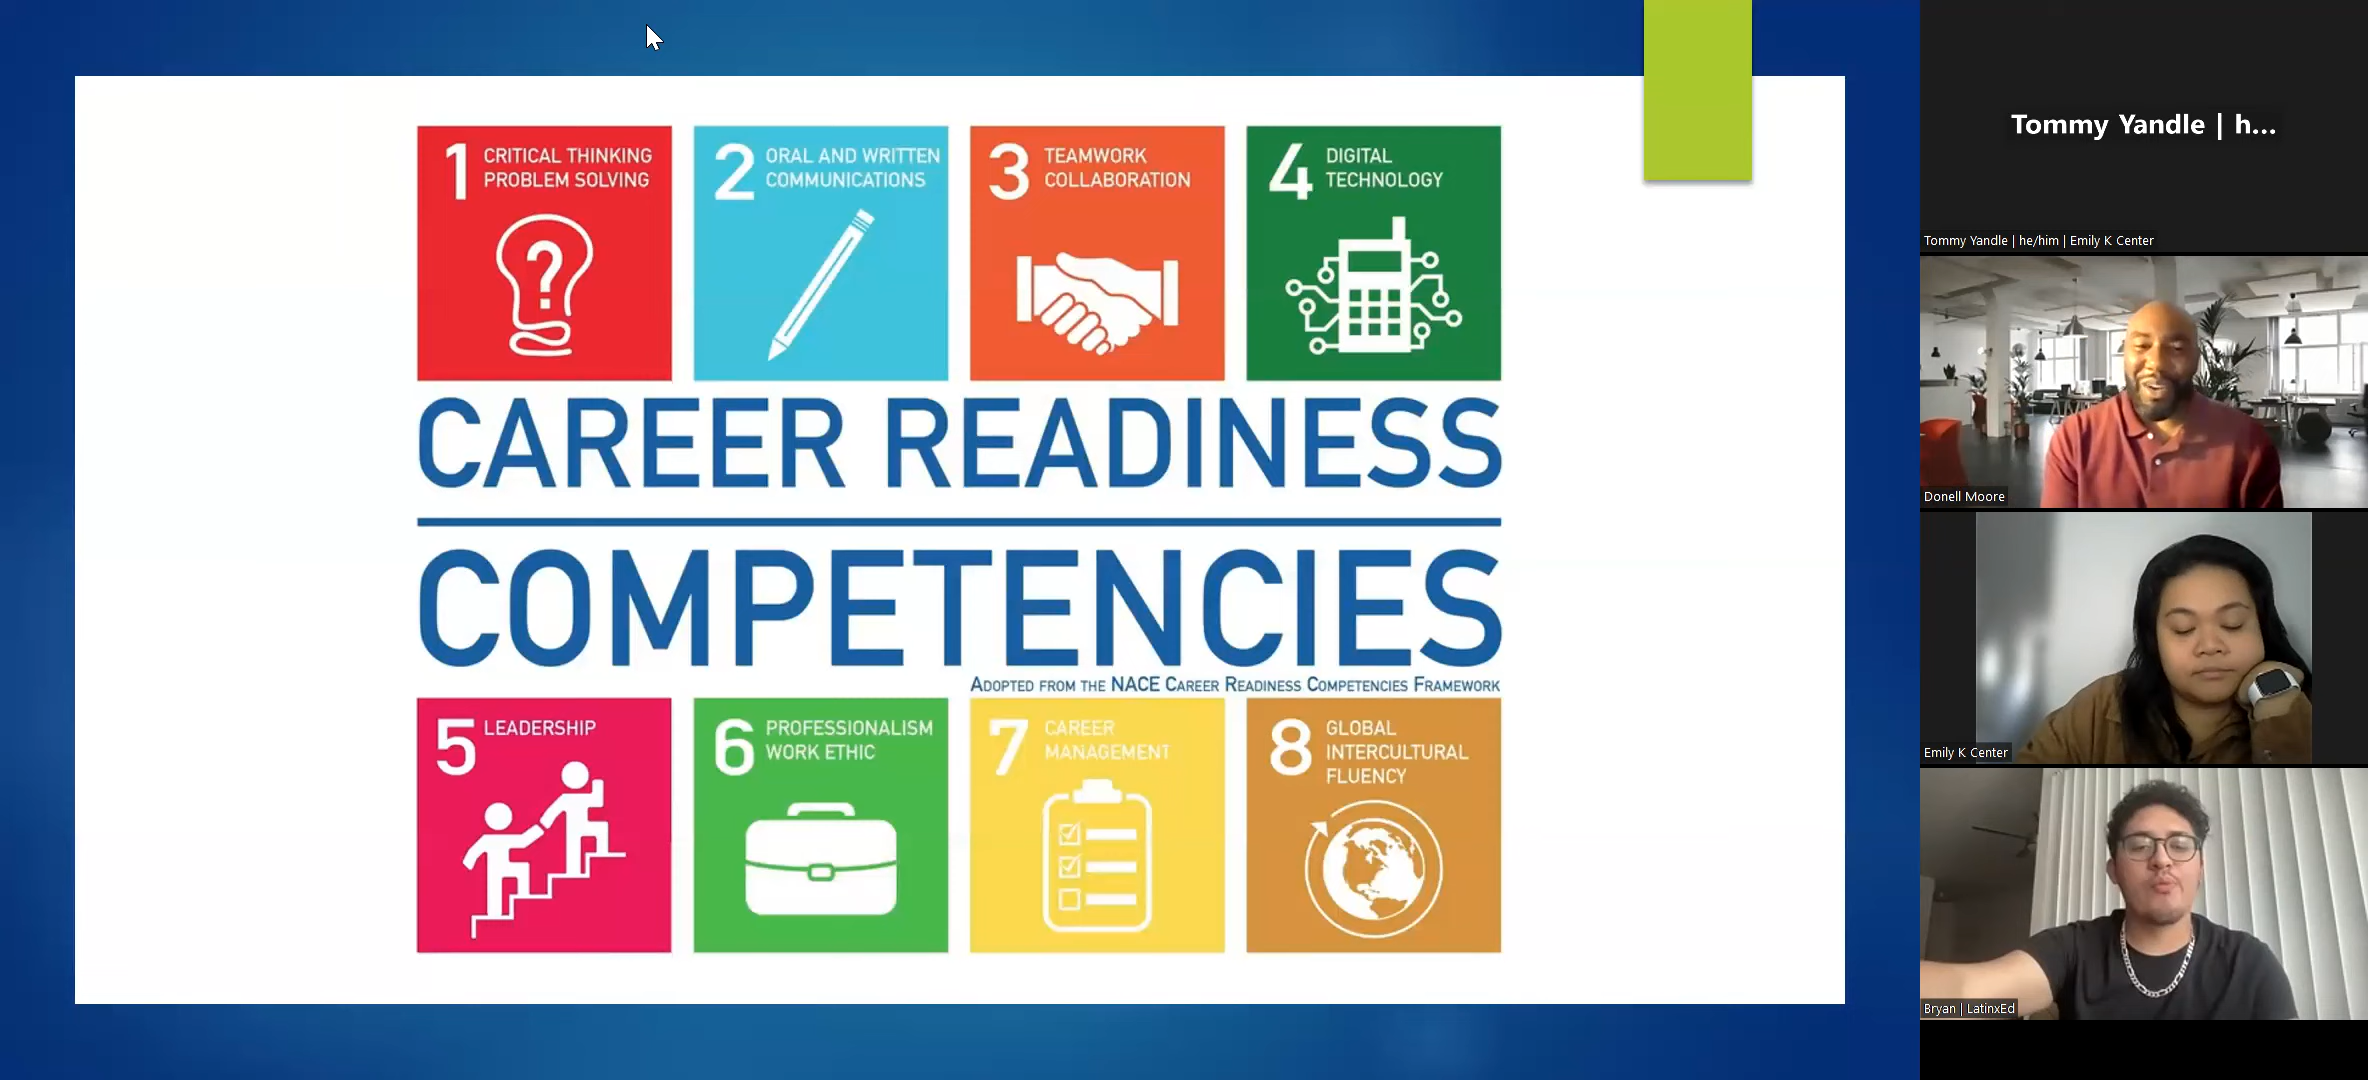 1 CRITICAL THINKING
PROBLEM SOLVING
2 ORAL AND WRITTEN
COMMUNICATIONS
3 TEAMWORK
COLLABORATION
4 DIGITAL
TECHNOLOGY
CAREER READINESS
COMPETENCIES
ADOPTED FROM THE NACE CAREER READINESS COMPETENCIES FRAMEWORK
5 LEADERSHIP
6 PROFESSIONALISM
WORK ETHIC
7 CAREER
MANAGEMENT
8 GLOBAL
INTERCULTURAL
FLUENCY
Tommy Yandle | h...
Tommy Yandle | he/him | Emily K Center
Donell Moore
Emily K Center
Bryan | LatinxEd